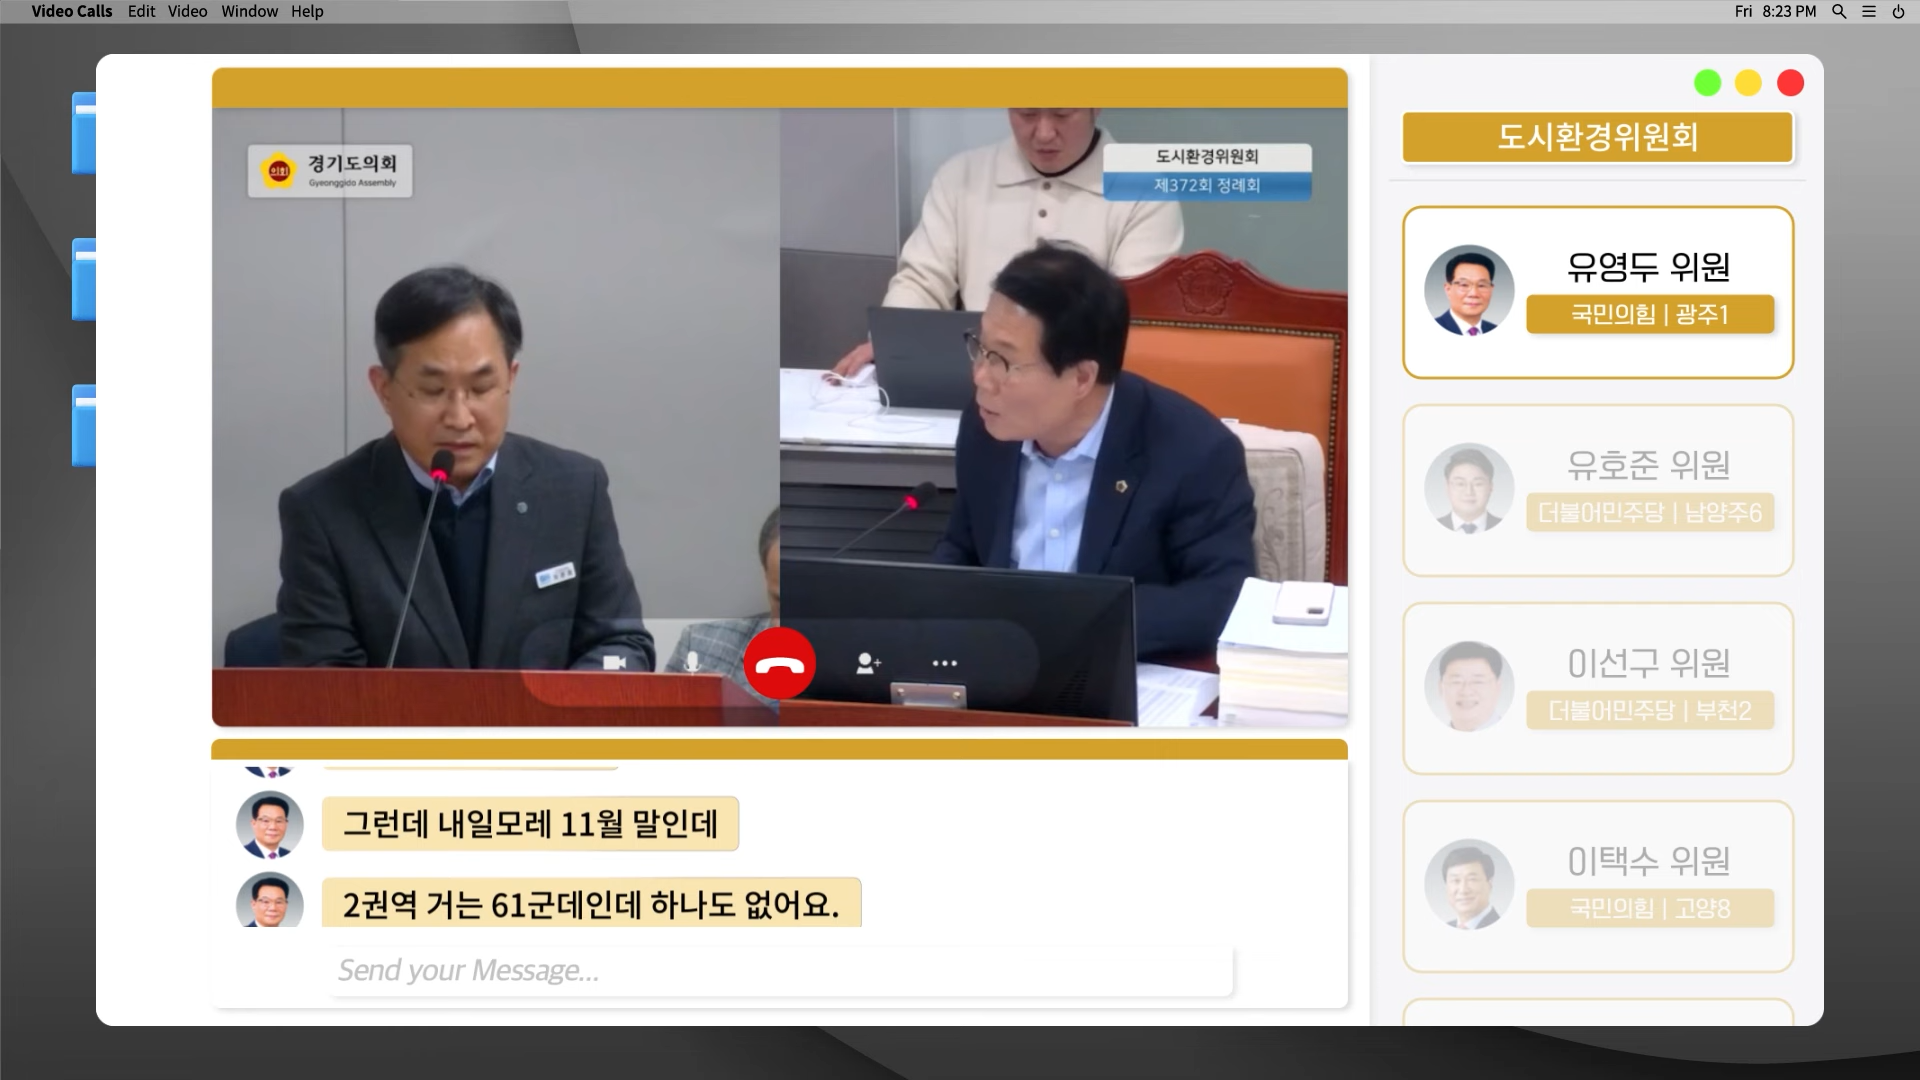 Video Calls Edit Video Window Help
Fri 8:23 PM
경기도의회
Gyeonggido Assembly
의회
도시환경위원회
제372회 정례회
그런데 내일모레 11월 말인데
2권역 거는 61군데인데 하나도 없어요.
Send your Message...
도시환경위원회
유영두 위원
국민의힘 | 광주1
유호준 위원
더불어민주당 | 남양주6
이선구 위원
더불어민주당 | 부천2
이택수 위원
국민의힘 | 고양8